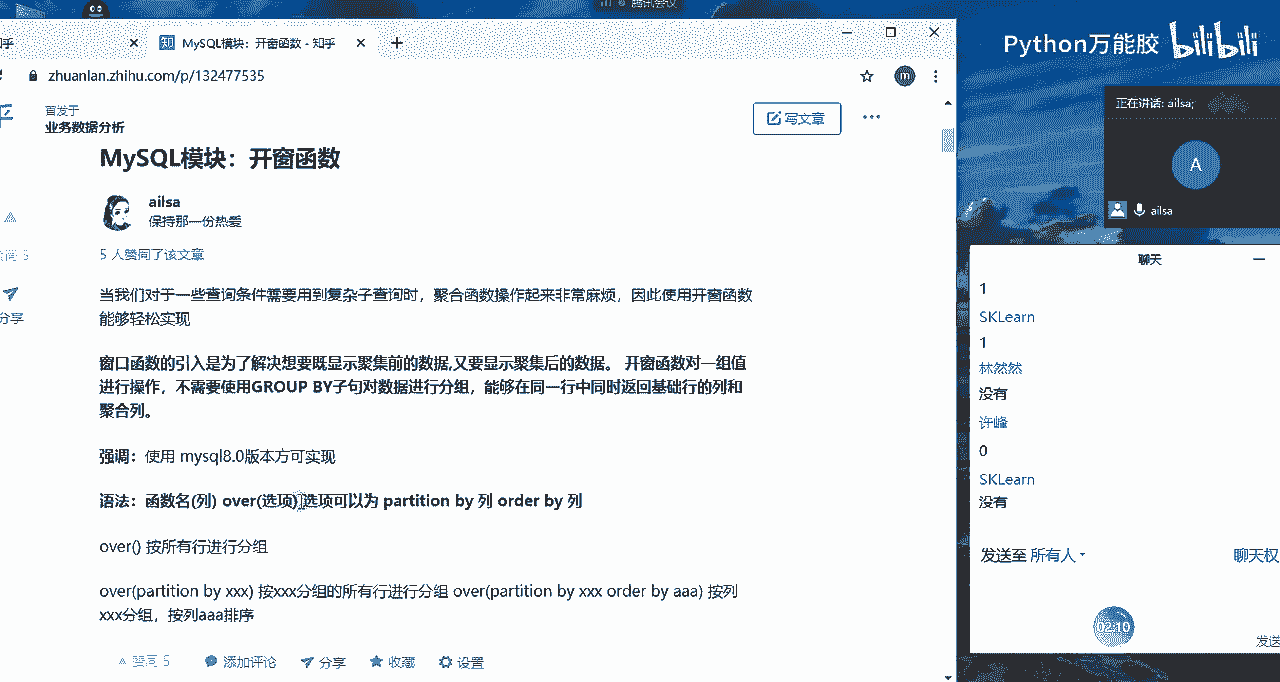 腾讯会议
乎
MySQL模块：开窗函数 - 知乎
zhuanlan.zhihu.com/p/132477535
m
首发于
业务数据分析
写文章
MySQL模块：开窗函数
ailsa
保持那一份热爱
5 人赞同了该文章
分享
当我们对于一些查询条件需要用到复杂子查询时，聚合函数操作起来非常麻烦，因此使用开窗函数
能够轻松实现
窗口函数的引入是为了解决想要既显示聚集前的数据,又要显示聚集后的数据。 开窗函数对一组值
进行操作，不需要使用GROUP BY子句对数据进行分组，能够在同一行中同时返回基础行的列和
聚合列。
强调：使用 mysql8.0版本方可实现
语法：函数名(列) over(选项) 选项可以为 partition by 列 order by 列
over() 按所有行进行分组
over(partition by xxx) 按xxx分组的所有行进行分组 over(partition by xxx order by aaa) 按列
xxx分组，按列aaa排序
赞同 5 添加评论 分享 收藏 设置
Python万能胶 bilibili
正在讲话: ailsa;
A
ailsa
聊天
1
SKLearn
1
林然然
没有
许峰
0
SKLearn
没有
发送至 所有人 聊天权
02:10
发送